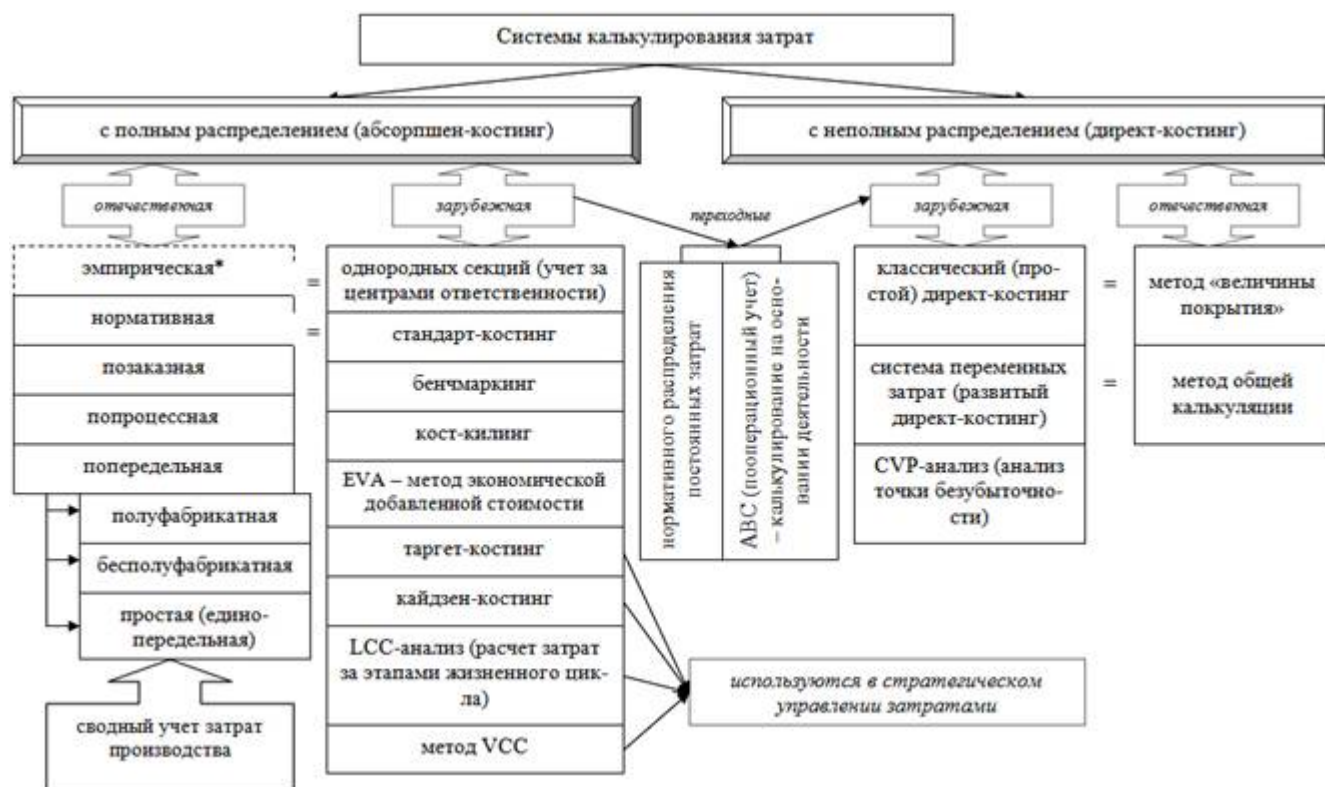 Системы калькулирования затрат
с полным распределением (абсорпшен-костинг)
с неполным распределением (директ-костинг)
отечественная
зарубежная
переходные
зарубежная
отечественная
эмпирическая*
нормативная
позаказная
попроцессная
попередельная
полуфабрикатная
бесполуфабрикатная
простая (едино-
передельная)
сводный учет затрат
производства
=
=
однородных секций (учет за
центрами ответственности)
стандарт-костинг
бенчмаркинг
кост-килинг
EVA – метод экономической
добавленной стоимости
таргет-костинг
кайдзен-костинг
LCC-анализ (расчет затрат
за этапами жизненного цик-
ла)
метод VCC
нормативного распределения
постоянных затрат
ABC (пооперационный учет)
– калькулирование на осно-
вании деятельности
классический (про-
стой) директ-костинг
система переменных
затрат (развитый
директ-костинг)
CVP-анализ (анализ
точки безубыточно-
сти)
=
=
метод «величины
покрытия»
метод общей
калькуляции
используются в стратегическом
управлении затратами